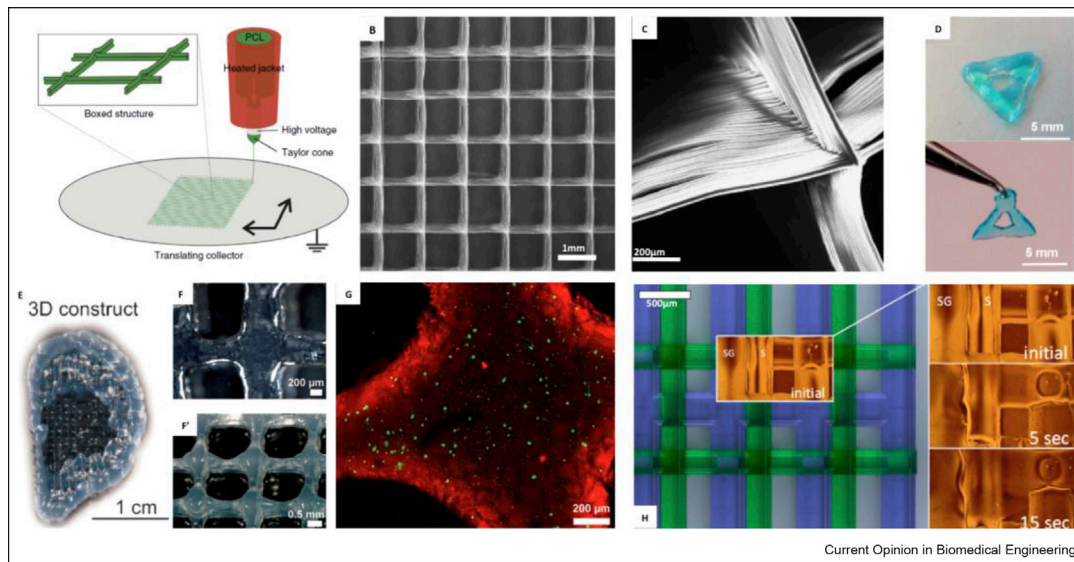 PCL
Heated jacket
Boxed structure
High voltage
Taylor cone
Translating collector
B
1mm
C
200µm
D
5 mm
5 mm
E
3D construct
1 cm
F
200 µm
F'
0.5 mm
G
200 µm
500µm
SG
S
initial
H
SG
S
initial
5 sec
15 sec
Current Opinion in Biomedical Engineering